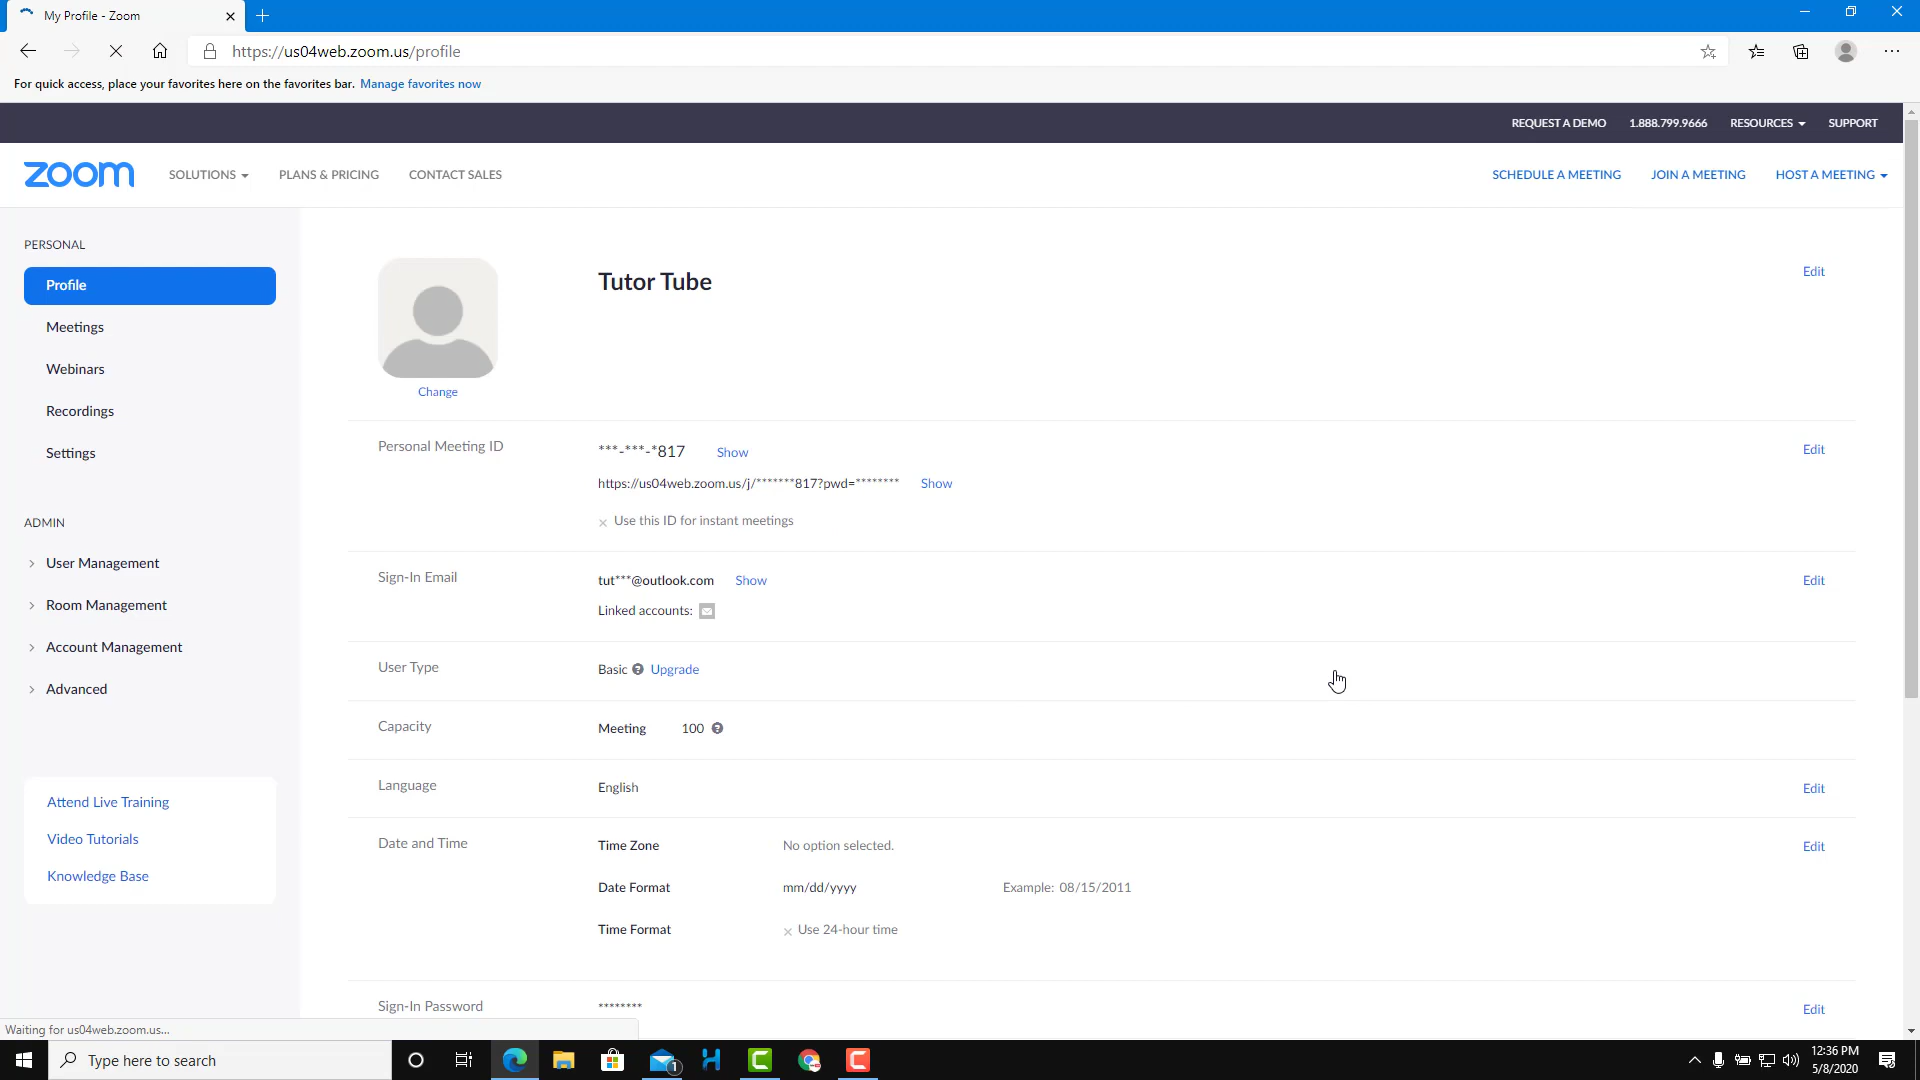 My Profile - Zoom
https://us04web.zoom.us/profile
For quick access, place your favorites here on the favorites bar. Manage favorites now
REQUEST A DEMO 1.888.799.9666 RESOURCES SUPPORT
zoom SOLUTIONS PLANS & PRICING CONTACT SALES SCHEDULE A MEETING JOIN A MEETING HOST A MEETING
PERSONAL
Profile
Meetings
Webinars
Recordings
Settings
ADMIN
User Management
Room Management
Account Management
Advanced
Attend Live Training
Video Tutorials
Knowledge Base
Tutor Tube Edit
Change
Personal Meeting ID ***-***-*817 Show Edit
https://us04web.zoom.us/j/*******817?pwd=******** Show
Use this ID for instant meetings
Sign-In Email tut***@outlook.com Show Edit
Linked accounts:
User Type Basic Upgrade
Capacity Meeting 100
Language English Edit
Date and Time Time Zone No option selected. Edit
Date Format mm/dd/yyyy Example: 08/15/2011
Time Format Use 24-hour time
Sign-In Password ******** Edit
Waiting for us04web.zoom.us...
Type here to search
1
12:36 PM
5/8/2020